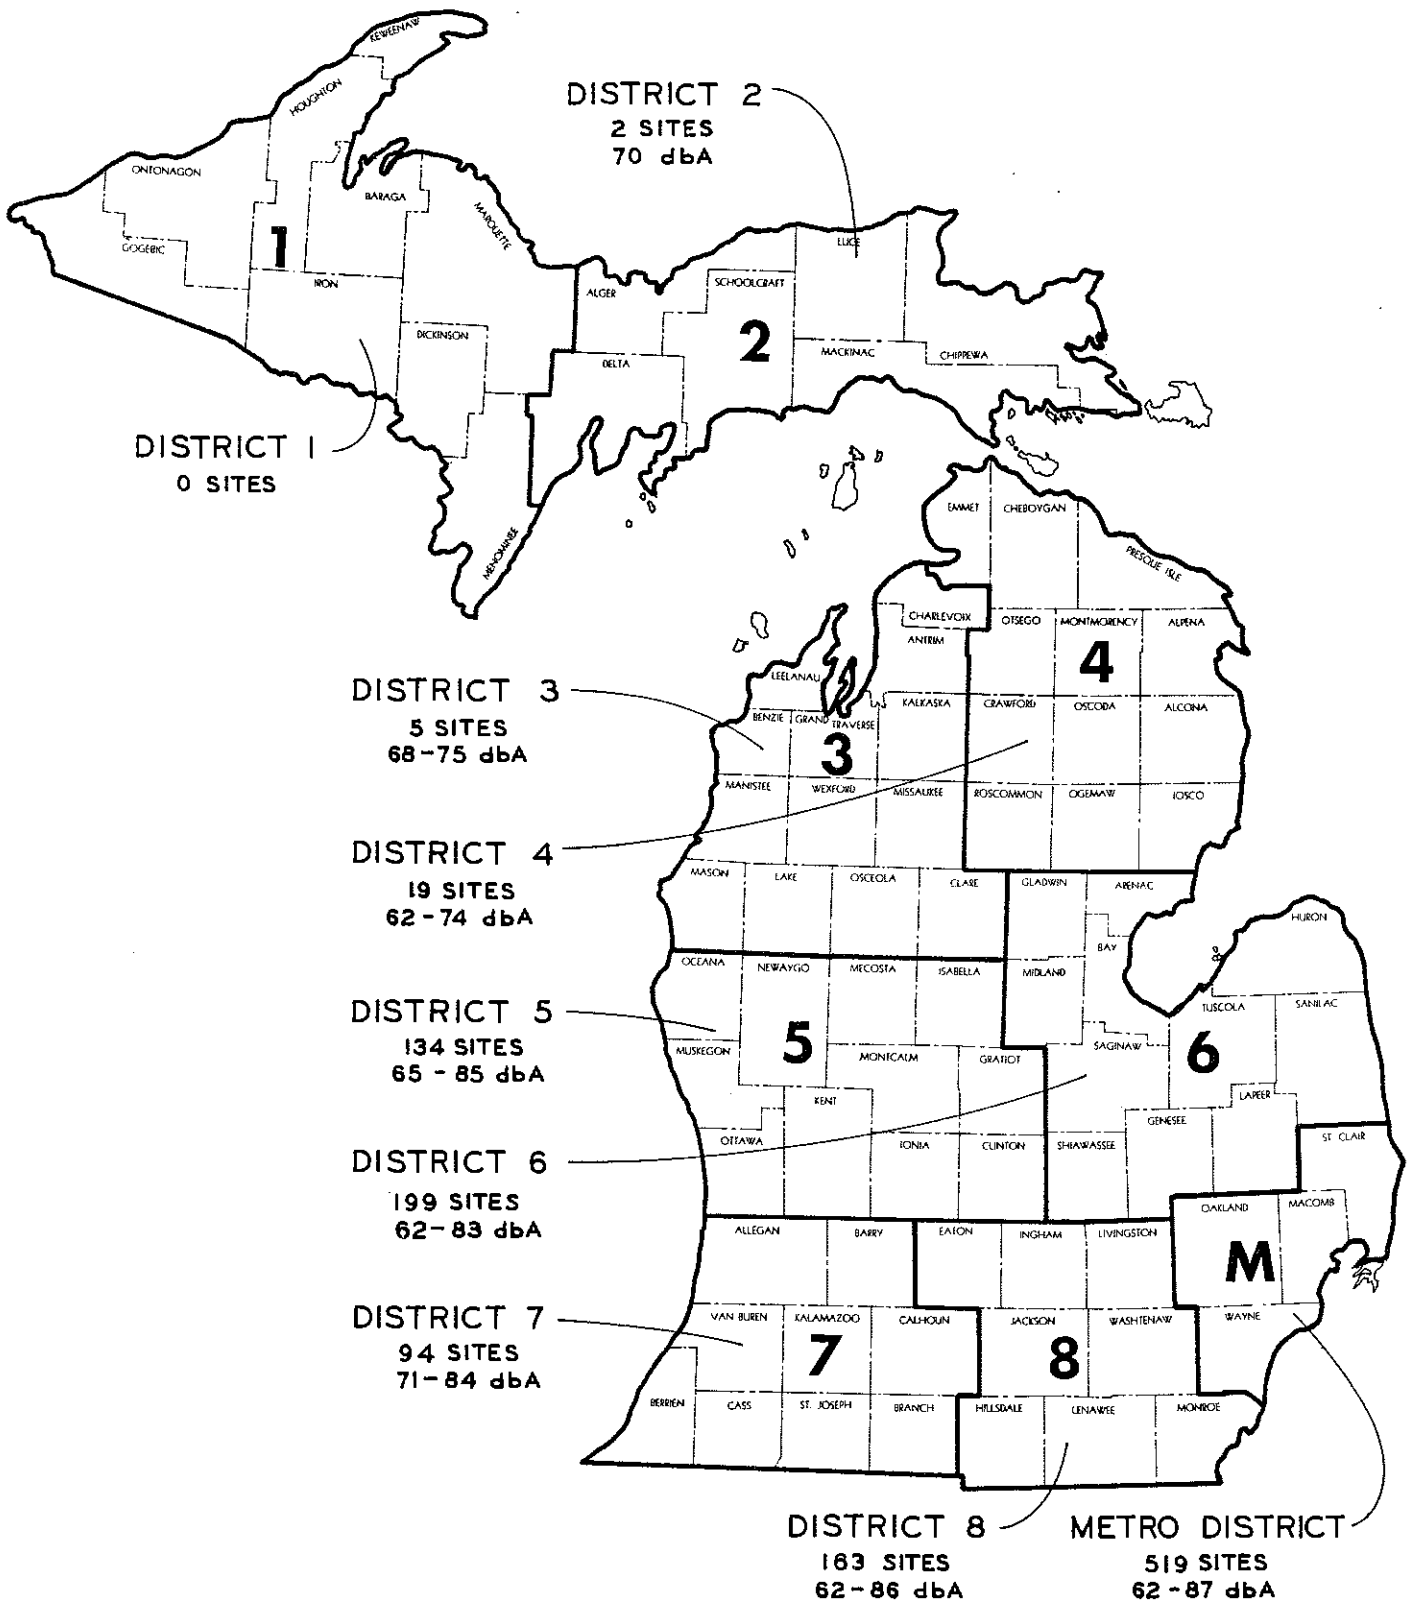 KEWEENAW
HOUGHTON
ONTONAGON
BARAGA
GOGEBIC
MARQUETTE
1
IRON
DICKINSON
MENOMINEE
DISTRICT 1
0 SITES
DISTRICT 2
2 SITES
70 dbA
LUCE
ALGER
SCHOOLCRAFT
2
DELTA
MACKINAC
CHIPPEWA
EMMET
CHEBOYGAN
PRESQUE ISLE
CHARLEVOIX
OTSEGO
MONTMORENCY
ALPENA
ANTRIM
4
LEELANAU
DISTRICT 3
5 SITES
68-75 dbA
BENZIE
GRAND TRAVERSE
KALKASKA
CRAWFORD
OSCODA
ALCONA
3
MANISTEE
WEXFORD
MISSAUKEE
ROSCOMMON
OGEMAW
IOSCO
DISTRICT 4
19 SITES
62-74 dbA
MASON
LAKE
OSCEOLA
CLARE
GLADWIN
ARENAC
HURON
BAY
OCEANA
NEWAYGO
MECOSTA
ISABELLA
MIDLAND
TUSCOLA
SANILAC
DISTRICT 5
134 SITES
65-85 dbA
5
6
MUSKEGON
MONTCALM
GRATIOT
SAGINAW
KENT
LAPEER
GENESEE
OTTAWA
IONIA
CLINTON
SHIAWASSEE
ST CLAIR
DISTRICT 6
199 SITES
62-83 dbA
OAKLAND
MACOMB
ALLEGAN
BARRY
EATON
INGHAM
LIVINGSTON
M
DISTRICT 7
94 SITES
71-84 dbA
VAN BUREN
KALAMAZOO
CALHOUN
JACKSON
WASHTENAW
WAYNE
7
8
BERRIEN
CASS
ST. JOSEPH
BRANCH
HILLSDALE
LENAWEE
MONROE
DISTRICT 8
163 SITES
62-86 dbA
METRO DISTRICT
519 SITES
62-87 dbA